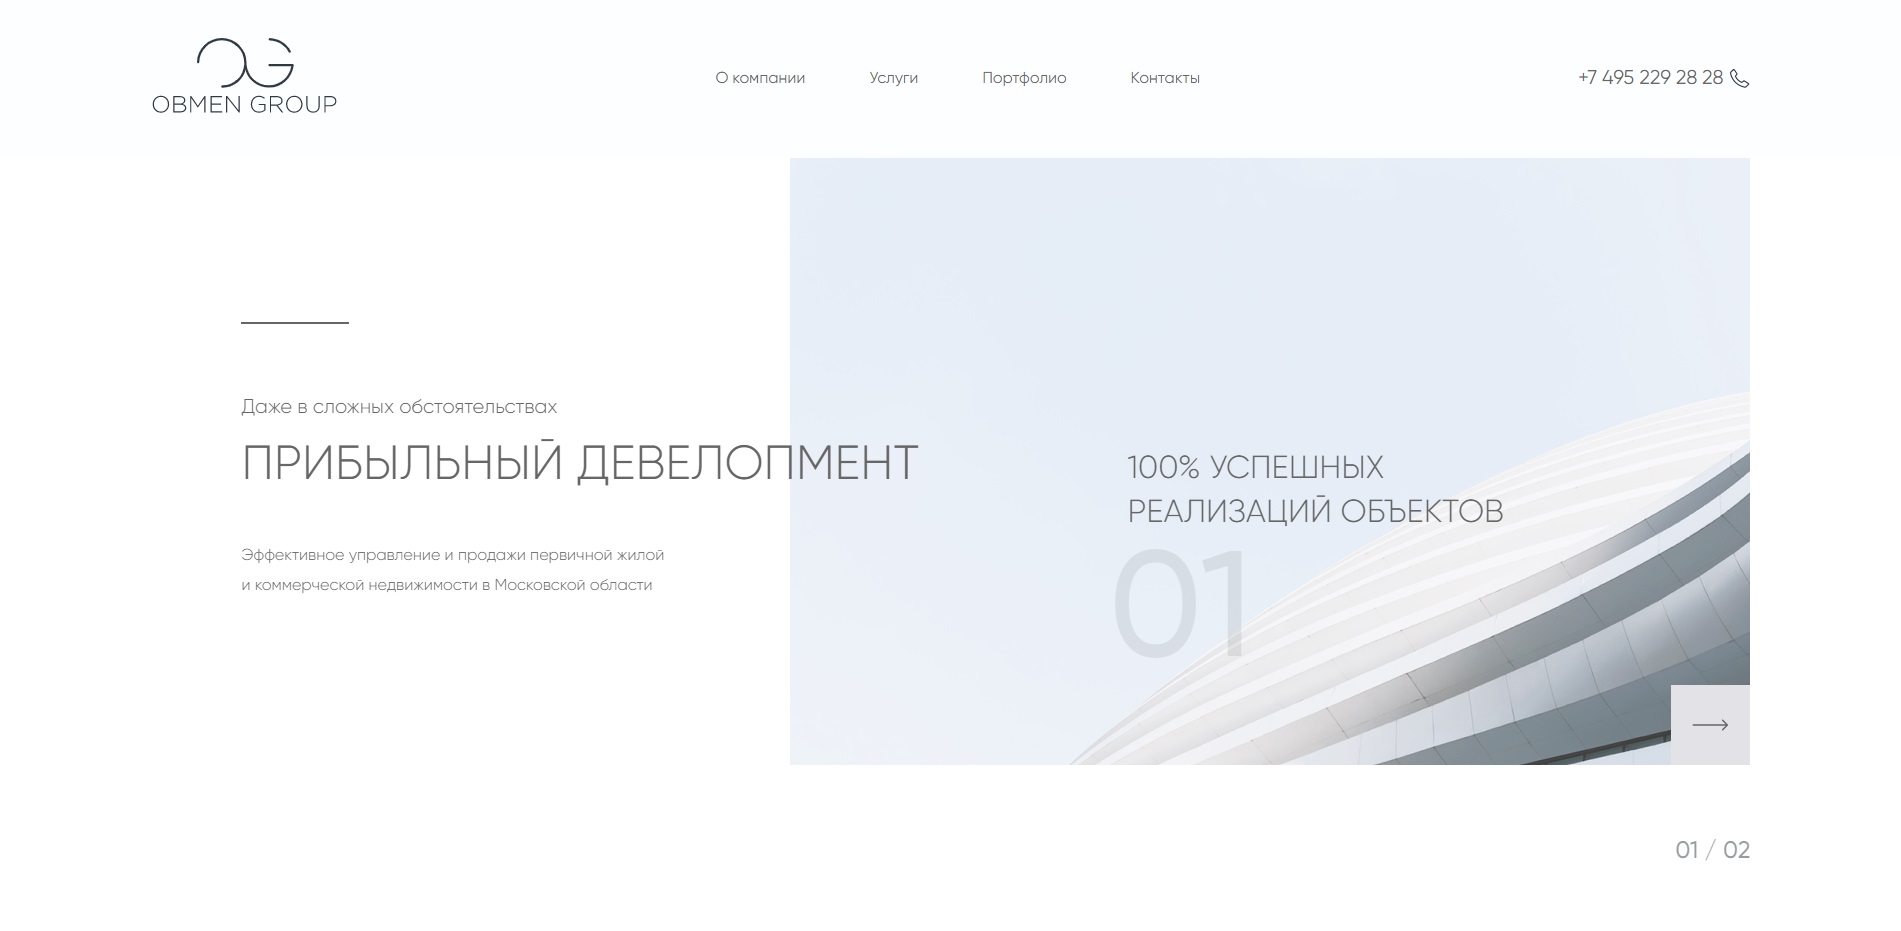 OBMEN GROUP
О компании
Услуги
Портфолио
Контакты
+7 495 229 28 28
Даже в сложных обстоятельствах
ПРИБЫЛЬНЫЙ ДЕВЕЛОПМЕНТ
Эффективное управление и продажи первичной жилой
и коммерческой недвижимости в Московской области
100% УСПЕШНЫХ
РЕАЛИЗАЦИЙ ОБЪЕКТОВ
01
01 / 02